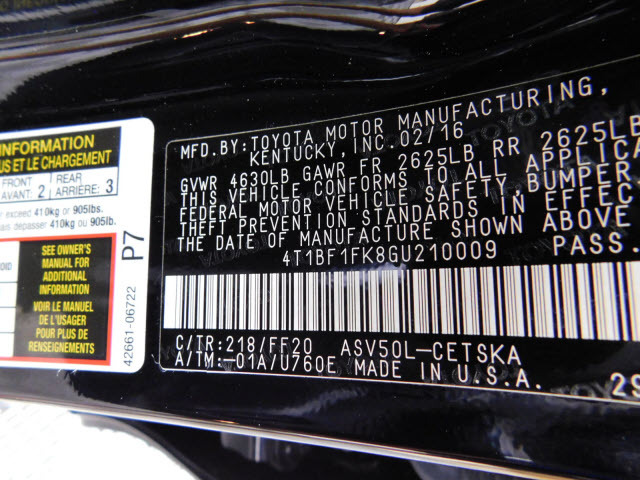 INFORMATION
US ET LE CHARGEMENT
FRONT
AVANT: 2
REAR
ARRIÈRE: 3
exceed 410kg or 905lbs.
dépasser 410kg ou 905lb.
SEE OWNER'S
MANUAL FOR
ADDITIONAL
INFORMATION
VOIR LE MANUEL
DE L'USAGER
POUR PLUS DE
RENSEIGNEMENTS
P7
42661-06722
MFD.BY:TOYOTA MOTOR MANUFACTURING,
KENTUCKY, INC. 02/16
GVWR 4630LB GAWR FR 2625LB RR 2625LB
THIS VEHICLE CONFORMS TO ALL APPLICA
FEDERAL MOTOR VEHICLE SAFETY, BUMPER,
THEFT PREVENTION STANDARDS IN EFFEC
THE DATE OF MANUFACTURE SHOWN ABOVE
4T1BF1FK8GU210009 PASS
C/TR:218/FF20 ASV50L-CETSKA
A/TM:-01A/U760E MADE IN U.S.A.